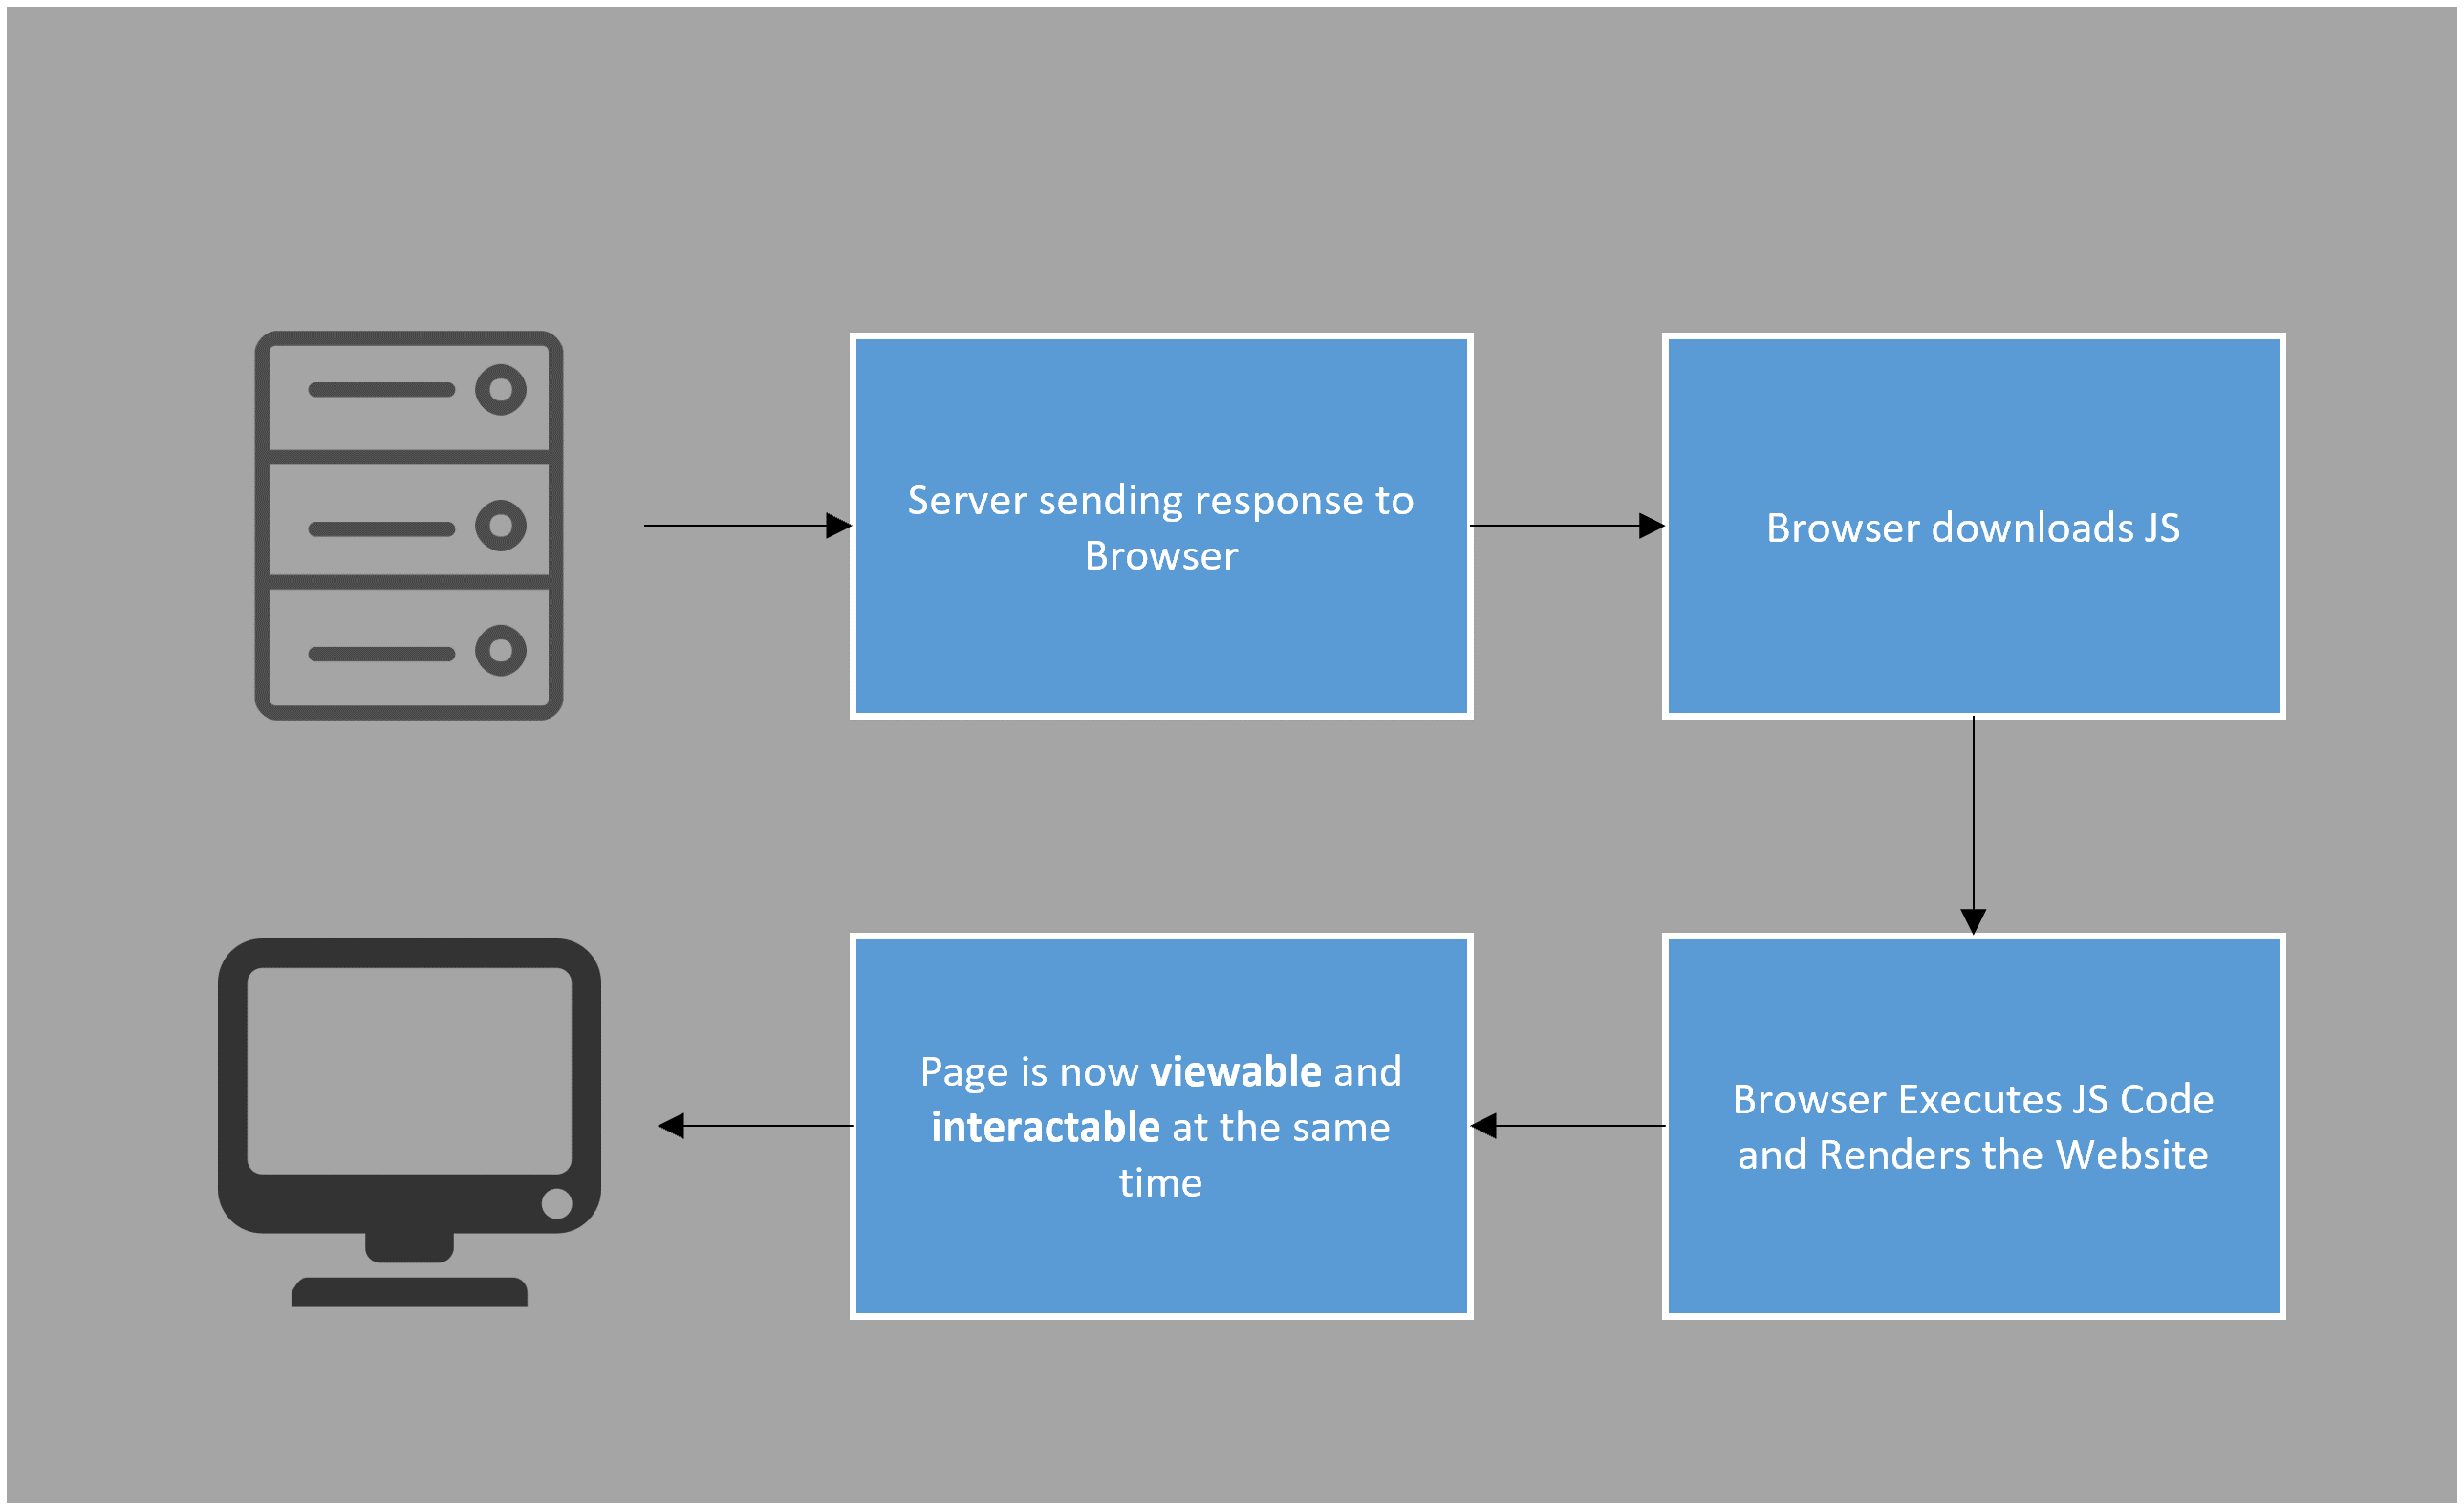 Server sending response to
Browser
Browser downloads JS
Page is now viewable and
interactable at the same
time
Browser Executes JS Code
and Renders the Website